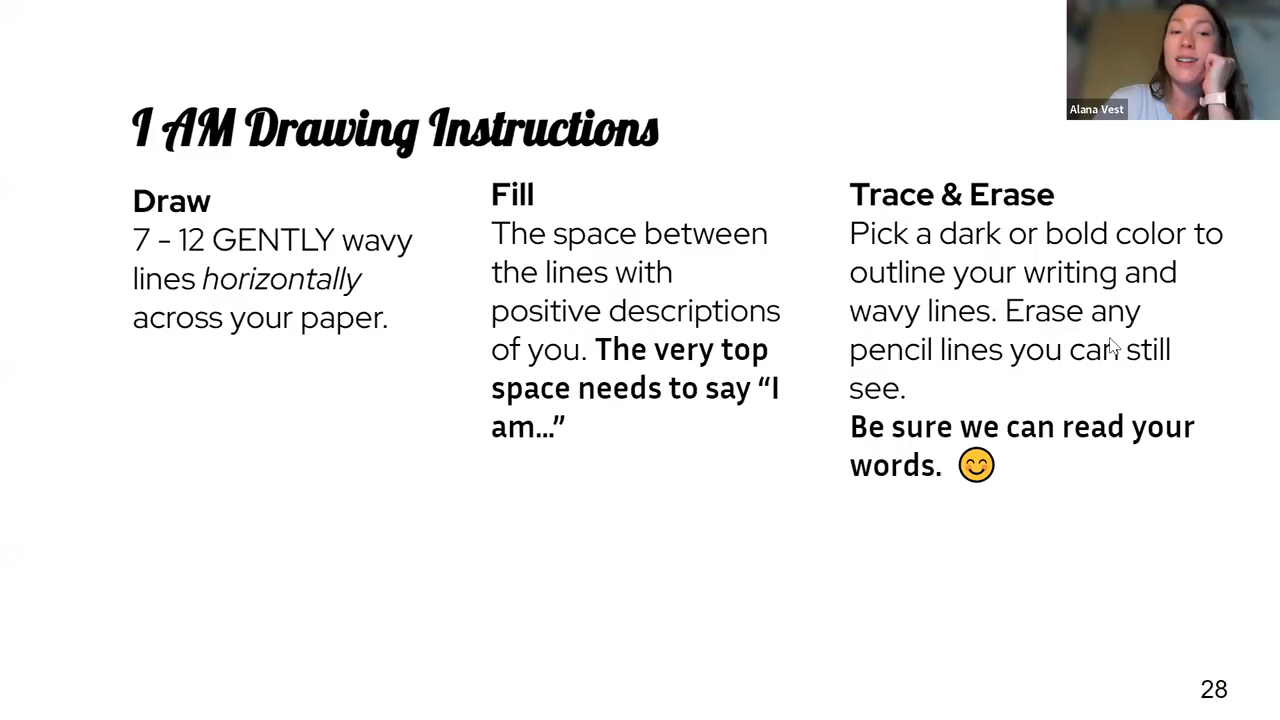 Alana Vest
I AM Drawing Instructions
Draw
7 - 12 GENTLY wavy
lines horizontally
across your paper.
Fill
The space between
the lines with
positive descriptions
of you. The very top
space needs to say “I
am...”
Trace & Erase
Pick a dark or bold color to
outline your writing and
wavy lines. Erase any
pencil lines you can still
see.
Be sure we can read your
words. 😊
28